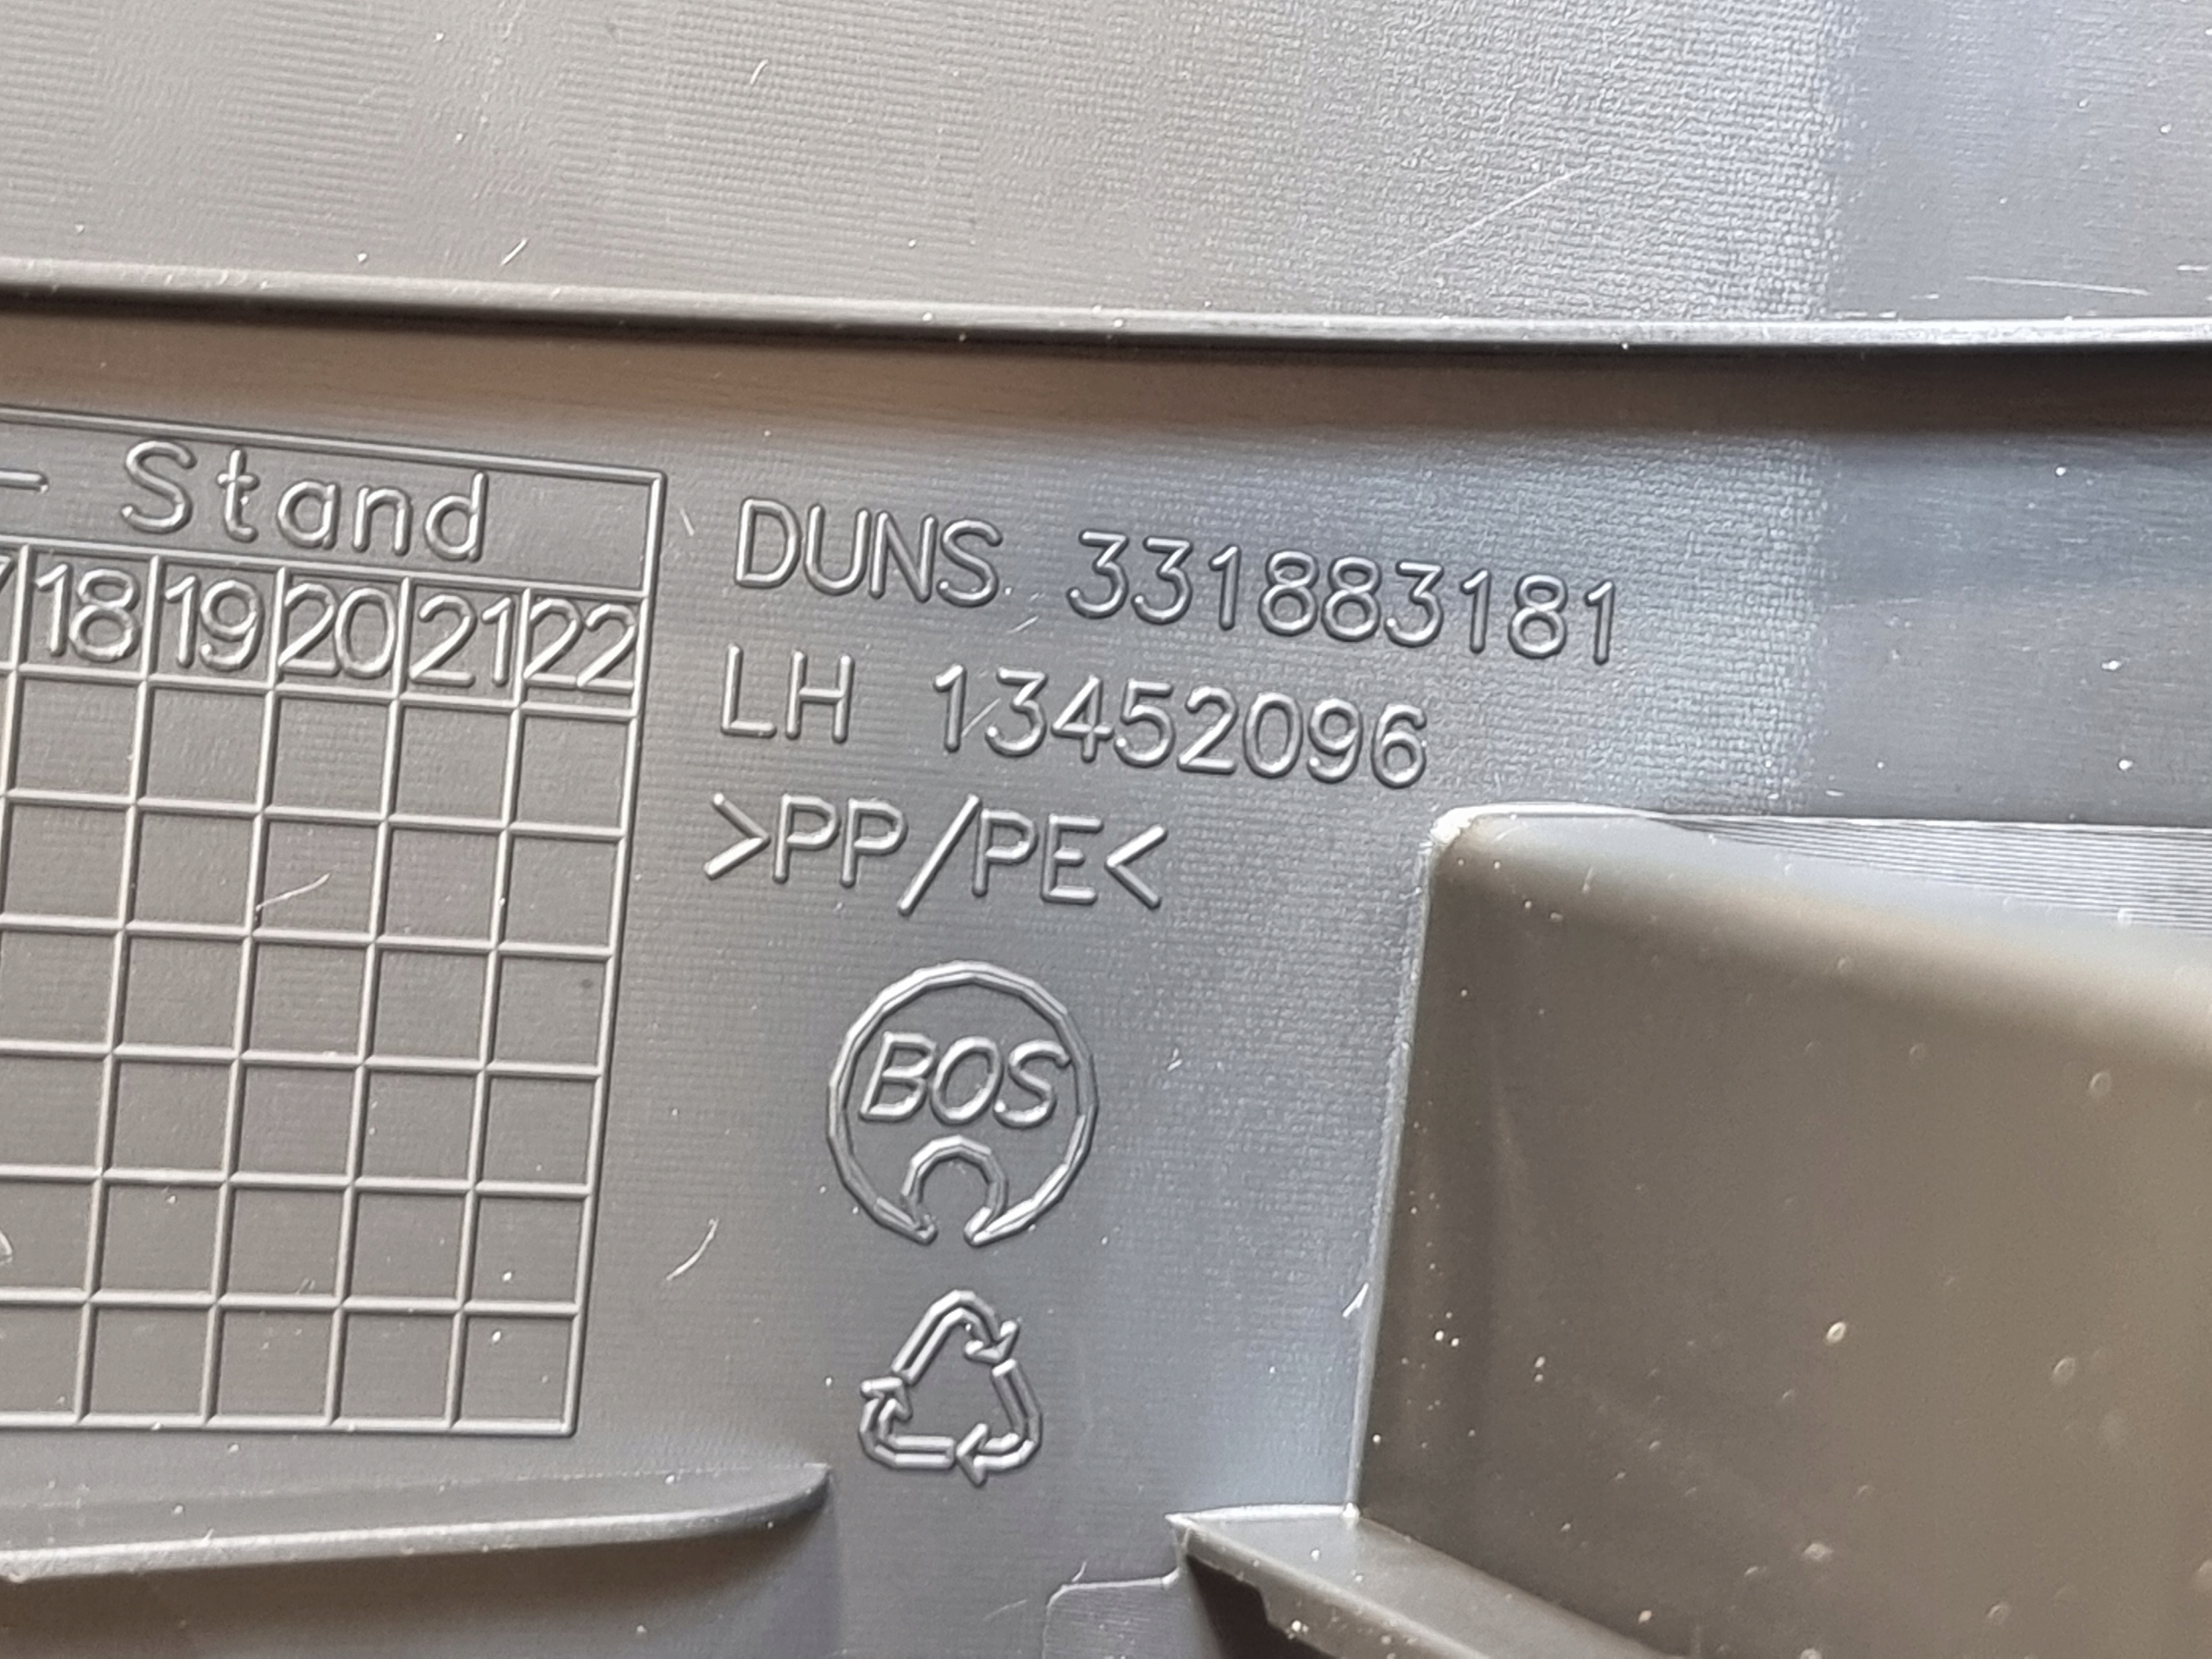 - Stand
18 19 20 21 22
DUNS 331883181
LH 13452096
>PP/PE<
BOS